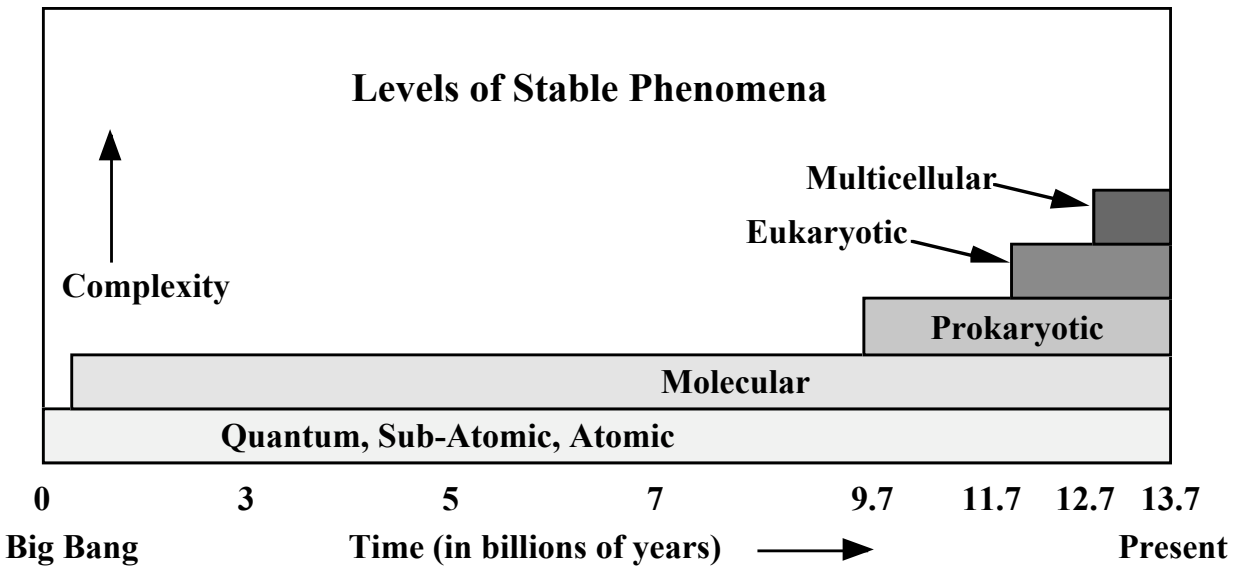 Levels of Stable Phenomena
Multicellular
Eukaryotic
Complexity
Prokaryotic
Molecular
Quantum, Sub-Atomic, Atomic
0 3 5 7 9.7 11.7 12.7 13.7
Big Bang Time (in billions of years) Present